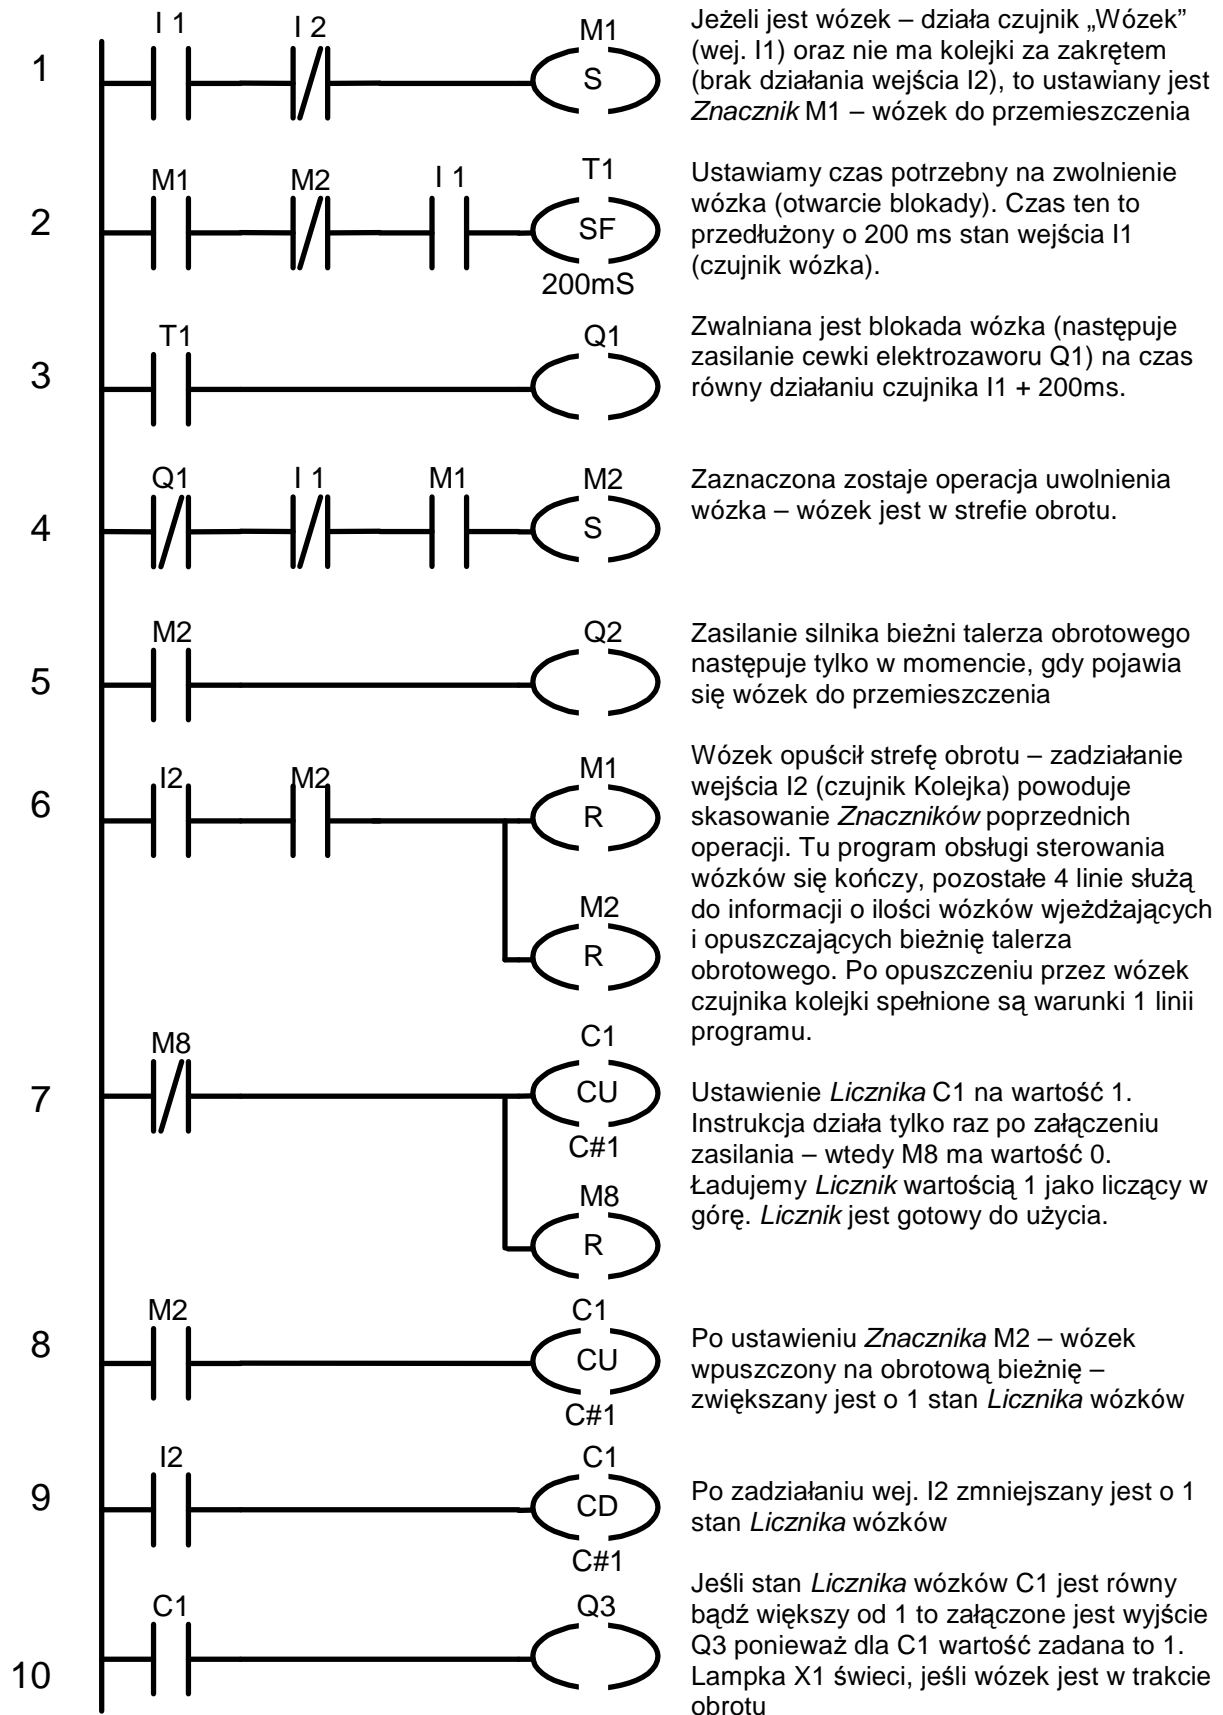 I 1 I 2 M1
1 S
Jeżeli jest wózek – działa czujnik „Wózek”
(wej. I1) oraz nie ma kolejki za zakrętem
(brak działania wejścia I2), to ustawiany jest
Znacznik M1 – wózek do przemieszczenia
M1 M2 I 1 T1
2 SF
200mS
Ustawiamy czas potrzebny na zwolnienie
wózka (otwarcie blokady). Czas ten to
przedłużony o 200 ms stan wejścia I1
(czujnik wózka).
T1 Q1
3
Zwalniana jest blokada wózka (następuje
zasilanie cewki elektrozaworu Q1) na czas
równy działaniu czujnika I1 + 200ms.
Q1 I 1 M1 M2
4 S
Zaznaczona zostaje operacja uwolnienia
wózka – wózek jest w strefie obrotu.
M2 Q2
5
Zasilanie silnika bieżni talerza obrotowego
następuje tylko w momencie, gdy pojawia
się wózek do przemieszczenia
I2 M2 M1
6 R
M2
R
Wózek opuścił strefę obrotu – zadziałanie
wejścia I2 (czujnik Kolejka) powoduje
skasowanie Znaczników poprzednich
operacji. Tu program obsługi sterowania
wózków się kończy, pozostałe 4 linie służą
do informacji o ilości wózków wjeżdżających
i opuszczających bieżnię talerza
obrotowego. Po opuszczeniu przez wózek
czujnika kolejki spełnione są warunki 1 linii
programu.
M8 C1
7 CU
C#1
M8
R
Ustawienie Licznika C1 na wartość 1.
Instrukcja działa tylko raz po załączeniu
zasilania – wtedy M8 ma wartość 0.
Ładujemy Licznik wartością 1 jako liczący w
górę. Licznik jest gotowy do użycia.
M2 C1
8 CU
C#1
Po ustawieniu Znacznika M2 – wózek
wpuszczony na obrotową bieżnię –
zwiększany jest o 1 stan Licznika wózków
I2 C1
9 CD
C#1
Po zadziałaniu wej. I2 zmniejszany jest o 1
stan Licznika wózków
C1 Q3
10
Jeśli stan Licznika wózków C1 jest równy
bądź większy od 1 to załączone jest wyjście
Q3 ponieważ dla C1 wartość zadana to 1.
Lampka X1 świeci, jeśli wózek jest w trakcie
obrotu